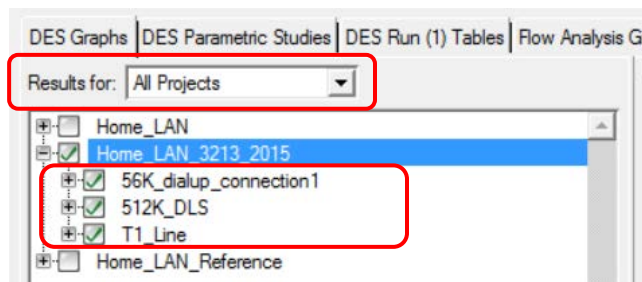 DES Graphs DES Parametric Studies DES Run (1) Tables Flow Analysis G
Results for: All Projects
Home_LAN
Home_LAN_3213_2015
56K_dialup_connection1
512K_DLS
T1_Line
Home_LAN_Reference